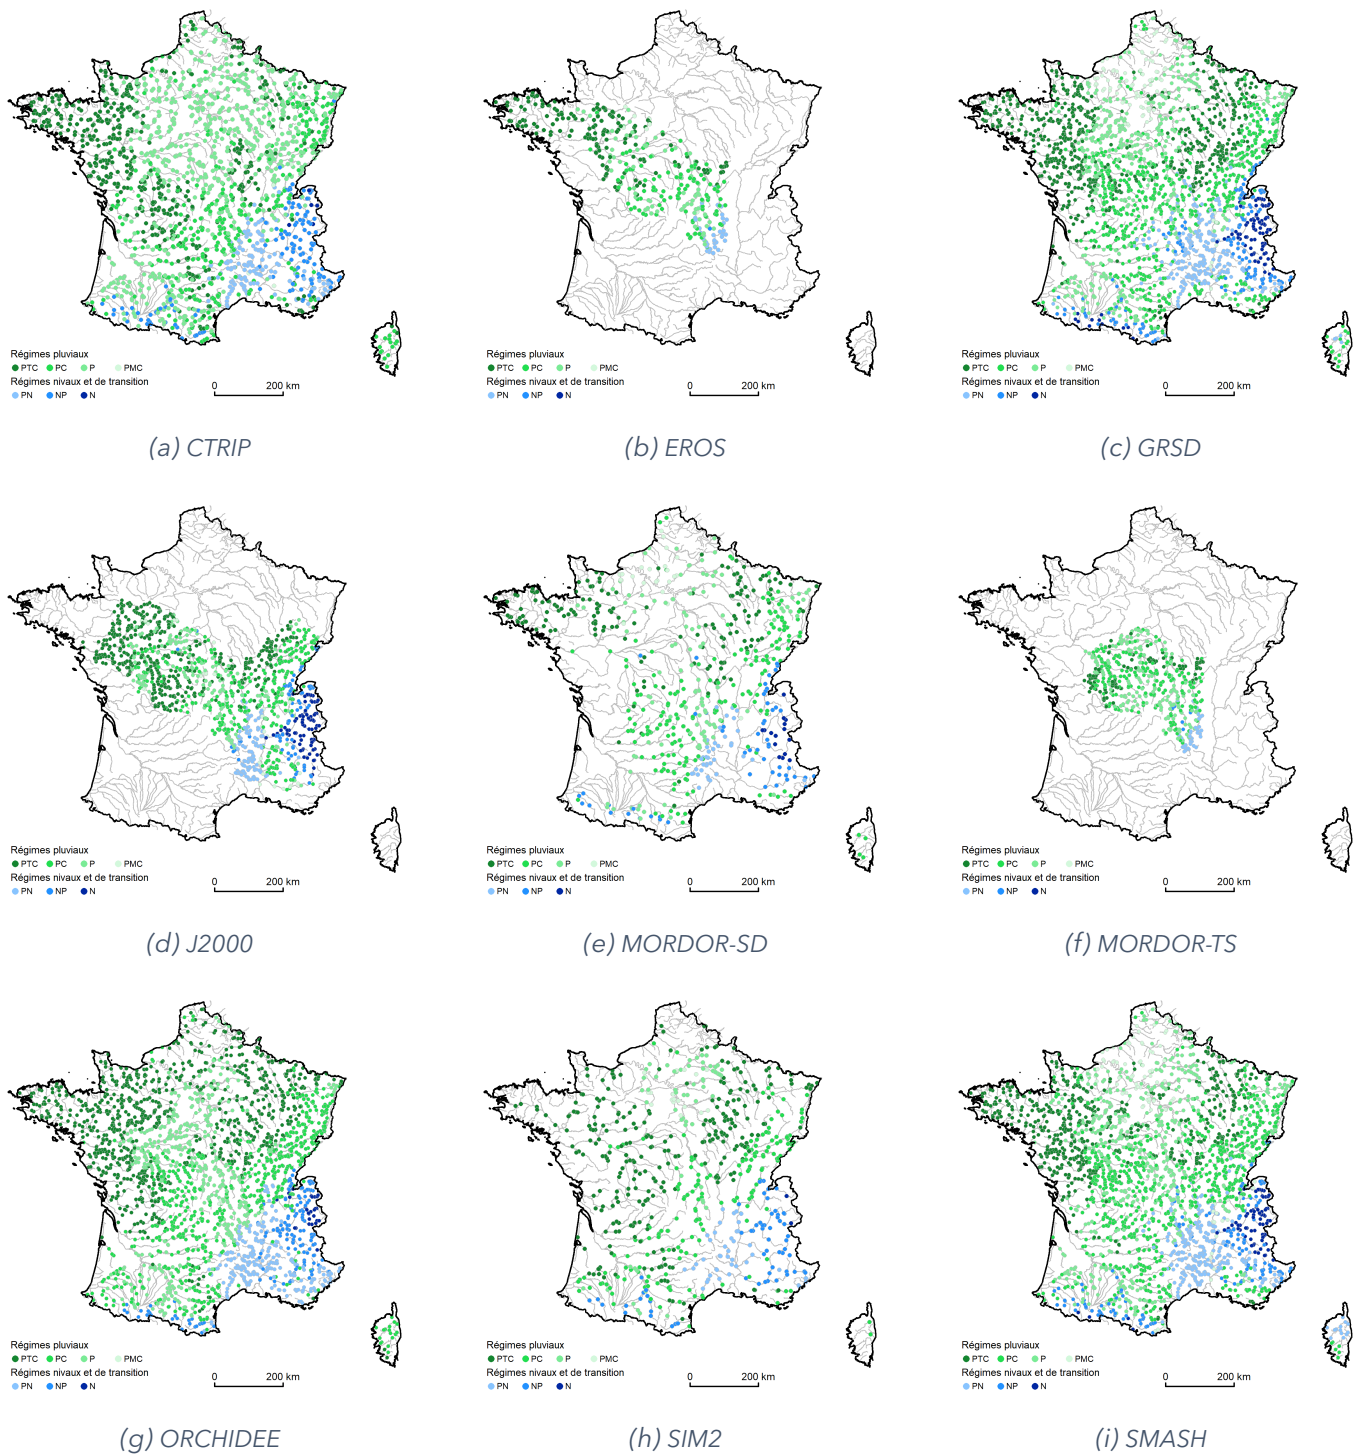 Régimes pluviaux
PTC PC P PMC
Régimes nivaux et de transition
PN NP N
0 200 km
Régimes pluviaux
PTC PC P PMC
Régimes nivaux et de transition
PN NP N
0 200 km
Régimes pluviaux
PTC PC P PMC
Régimes nivaux et de transition
PN NP N
0 200 km
(a) CTRIP
(b) EROS
(c) GRSD
Régimes pluviaux
PTC PC P PMC
Régimes nivaux et de transition
PN NP N
0 200 km
Régimes pluviaux
PTC PC P PMC
Régimes nivaux et de transition
PN NP N
0 200 km
Régimes pluviaux
PTC PC P PMC
Régimes nivaux et de transition
PN NP N
0 200 km
(d) J2000
(e) MORDOR-SD
(f) MORDOR-TS
Régimes pluviaux
PTC PC P PMC
Régimes nivaux et de transition
PN NP N
0 200 km
Régimes pluviaux
PTC PC P PMC
Régimes nivaux et de transition
PN NP N
0 200 km
Régimes pluviaux
PTC PC P PMC
Régimes nivaux et de transition
PN NP N
0 200 km
(g) ORCHIDEE
(h) SIM2
(i) SMASH